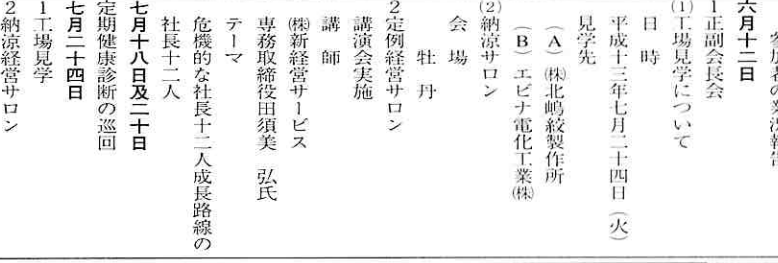 参加者の業況報告
六月十二日
1正副会長会
(1)工場見学について
日　時
平成十三年七月二十四日（火）
見学先
（A）㈱北嶋絞製作所
（B）エビナ電化工業㈱
(2)納涼サロン
会　場
牡　丹
2定例経営サロン
講演会実施
講　師
㈱新経営サービス
専務取締役田須美　弘氏
テーマ
危機的な社長十二人成長路線の
社長十二人
七月十八日及二十日
定期健康診断の巡回
七月二十四日
1工場見学
2納涼経営サロン